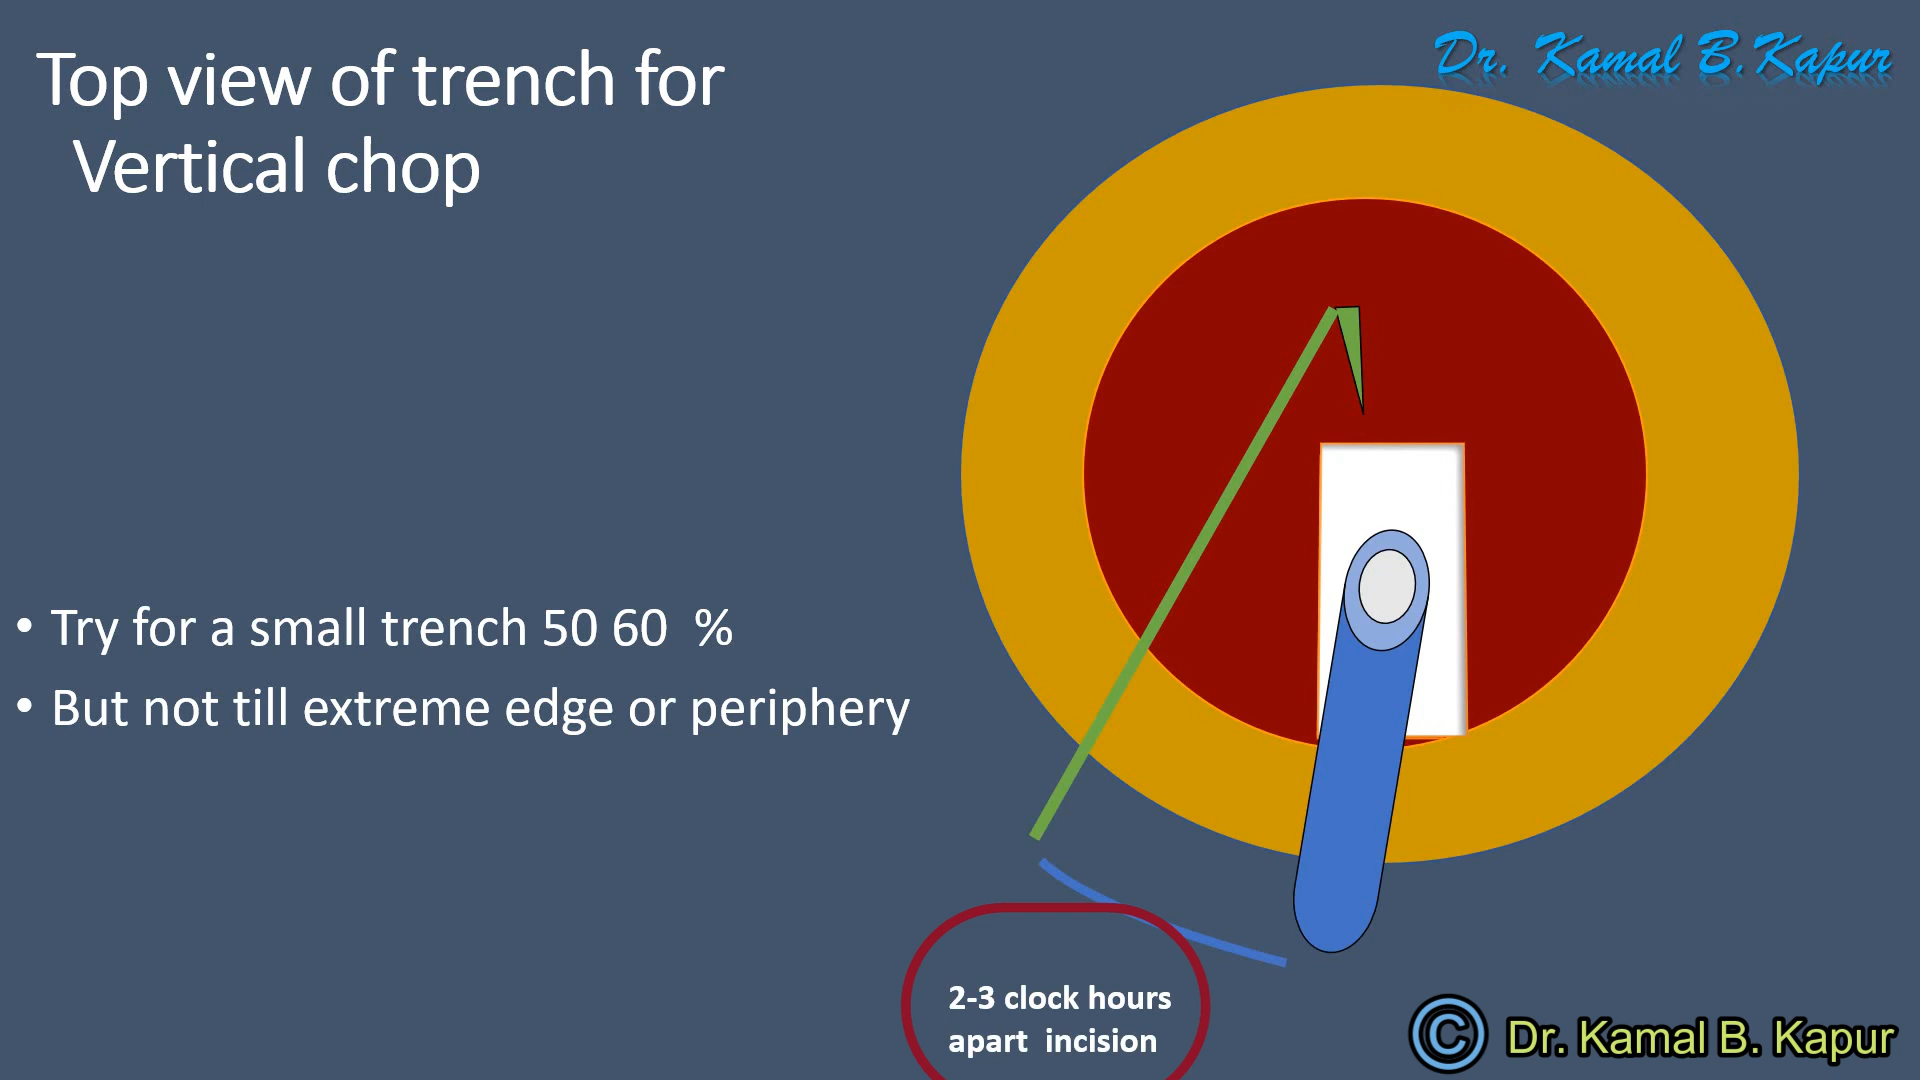 Dr. Kamal B.Kapur
Top view of trench for
Vertical chop
• Try for a small trench 50 60 %
• But not till extreme edge or periphery
2-3 clock hours
apart incision
© Dr. Kamal B. Kapur